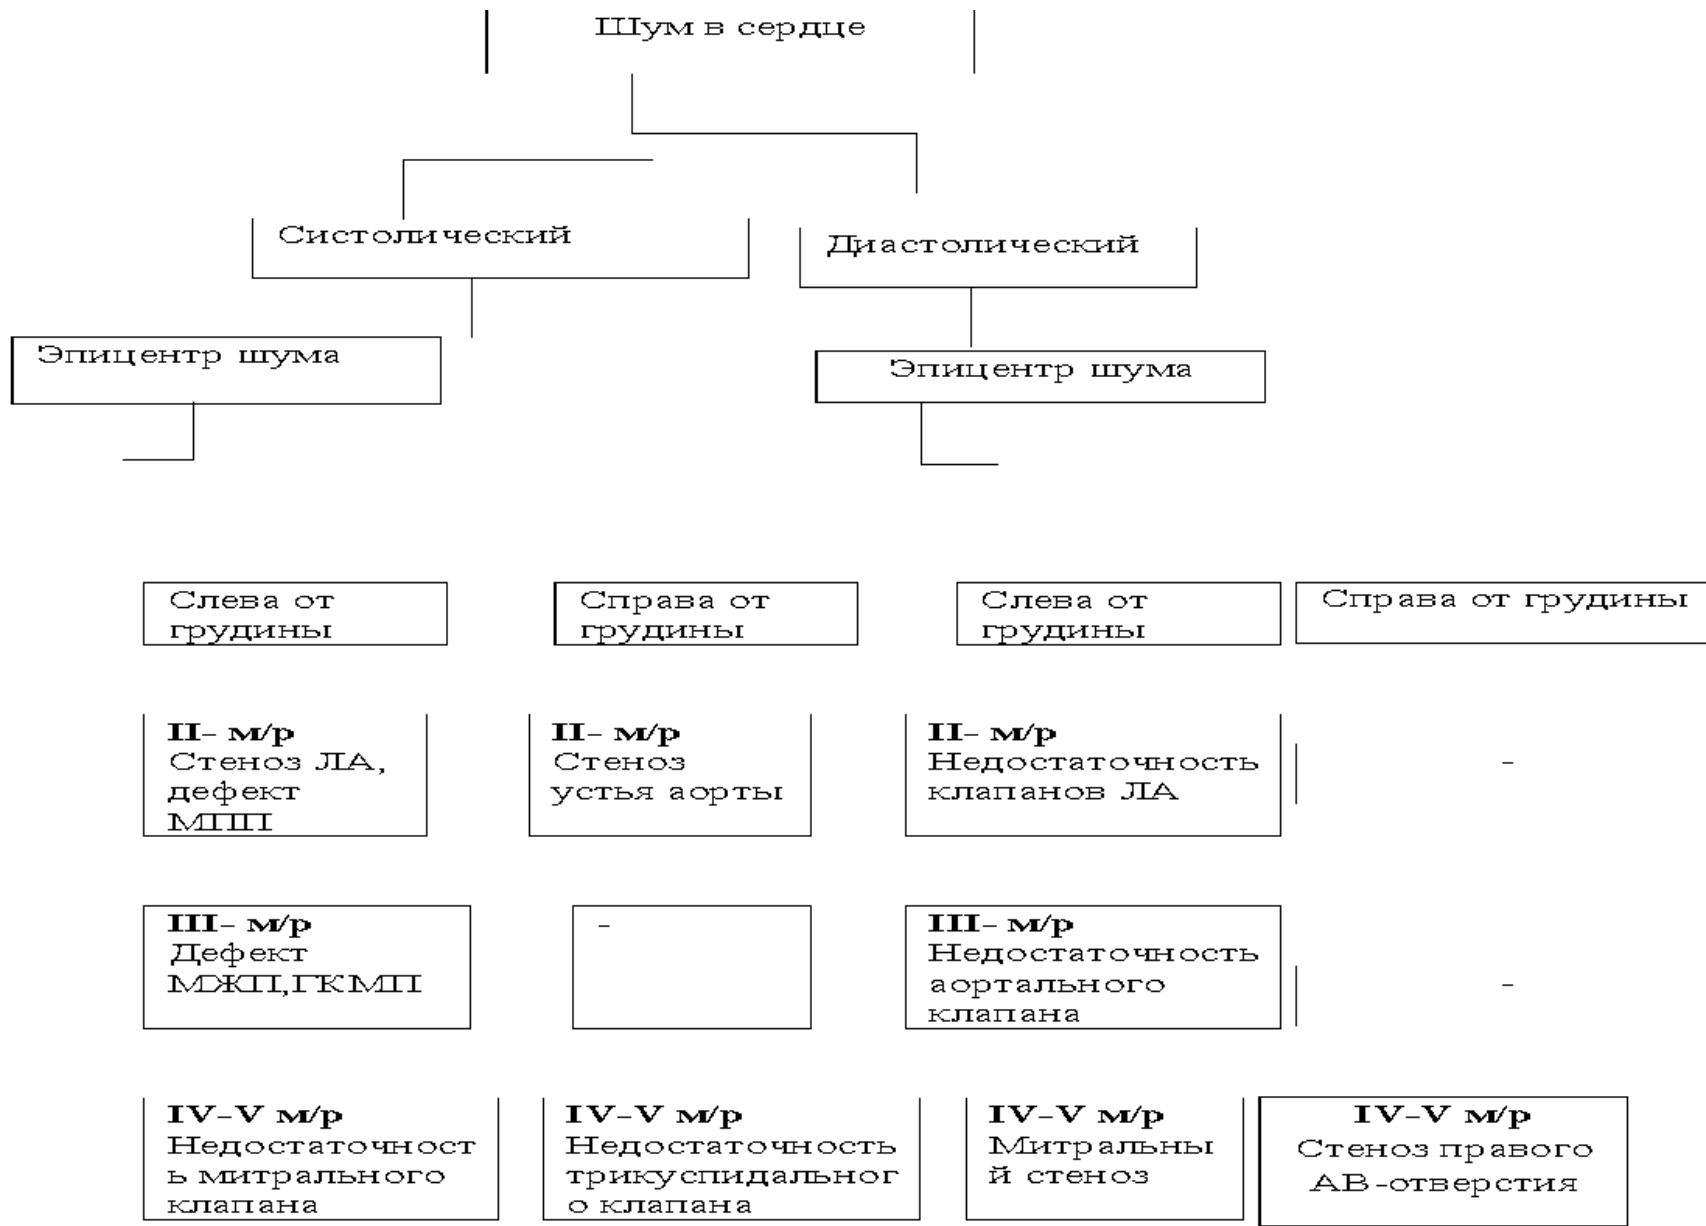 Шум в сердце
Систолический
Диастолический
Эпицентр шума
Эпицентр шума
Слева от
грудины
Справа от
грудины
Слева от
грудины
Справа от грудины
II- м/р
Стеноз ЛА,
дефект
МПП
II- м/р
Стеноз
устья аорты
II- м/р
Недостаточность
клапанов ЛА
-
III- м/р
Дефект
МЖП,ГКМП
-
III- м/р
Недостаточность
аортального
клапана
-
IV-V м/р
Недостаточност
ь митрального
клапана
IV-V м/р
Недостаточность
трикуспидальног
о клапана
IV-V м/р
Митральны
й стеноз
IV-V м/р
Стеноз правого
АВ-отверстия